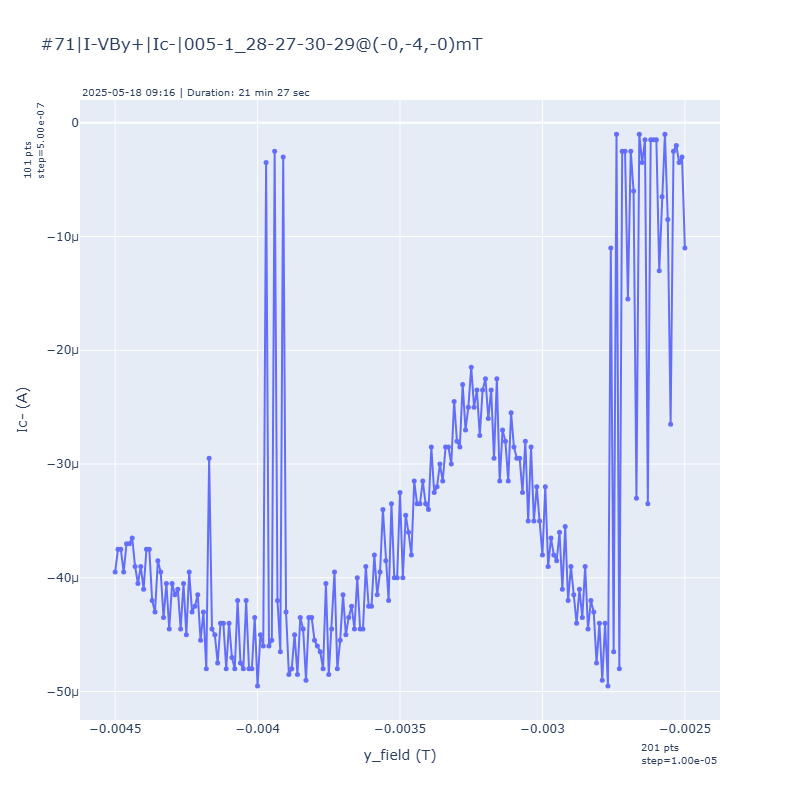 #71|I-VBy+|Ic-|005-1_28-27-30-29@(-0,-4,-0)mT
2025-05-18 09:16 | Duration: 21 min 27 sec
101 pts
step=5.00e-07
0
−10μ
−20μ
−30μ
−40μ
−50μ
Ic- (A)
−0.0045
−0.004
−0.0035
−0.003
−0.0025
y_field (T)
201 pts
step=1.00e-05